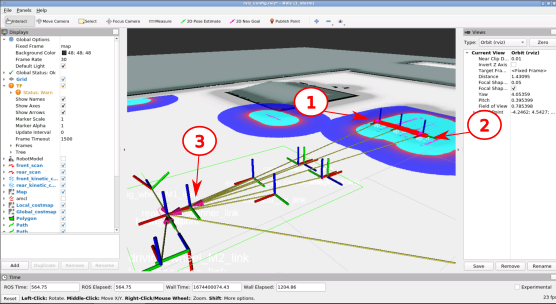 test_config.rviz* - RViz
File Panels Help
Interact Move Camera Select Focus Camera Measure 2D Pose Estimate 2D Nav Goal Publish Point
Displays
Global Options
Fixed Frame map
Background Color 48; 48; 48
Frame Rate 30
Default Light
Global Status: Ok
Grid
TF
Status: Warn
Show Names
Show Axes
Show Arrows
Marker Scale 1
Marker Alpha 1
Update Interval 0
Frame Timeout 1500
Frames
Tree
RobotModel
front_scan
rear_scan
front_kinetic_c...
rear_kinetic_c...
Map
amcl
Local_costmap
Global_costmap
Polygon
Path
Path
Add Duplicate Remove Rename
1
2
3
M2_link
Views
Type: Orbit (rviz) Zero
Current View Orbit (rviz)
Near Clip D... 0.01
Invert Z Axis
Target Fra... <Fixed Frame>
Distance 1.43095
Focal Shap... 0.05
Focal Shap...
Yaw 4.05359
Pitch 0.395398
Field of View 0.785398
-4.2462; 4.5427; ...
Save Remove Rename
Time
ROS Time: 564.75 ROS Elapsed: 564.75 Wall Time: 1674400074.43 Wall Elapsed: 1204.86 Experimental
Reset Left-Click: Rotate. Middle-Click: Move X/Y. Right-Click/Mouse Wheel: Zoom. Shift: More options. 23 fps